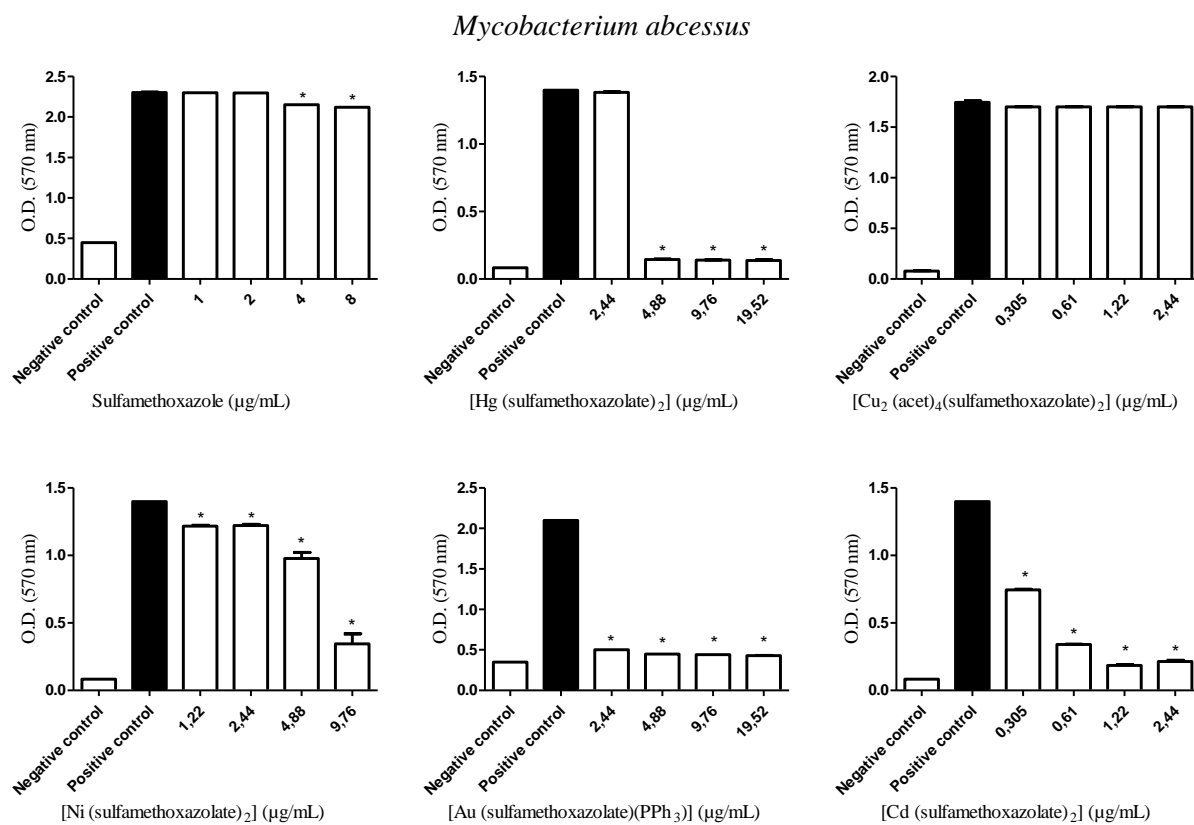 Mycobacterium abcessus
O.D. (570 nm)
2.5
2.0
1.5
1.0
0.5
0.0
* *
Negative control
Positive control
1
2
4
8
Sulfamethoxazole (µg/mL)
O.D. (570 nm)
1.5
1.0
0.5
0.0
* * *
Negative control
Positive control
2,44
4,88
9,76
19,52
[Hg (sulfamethoxazolate)2] (µg/mL)
O.D. (570 nm
2.0
1.5
1.0
0.5
0.0
Negative control
Positive control
0,305
0,61
1,22
2,44
[Cu2 (acet)4(sulfamethoxazolate)2] (µg/mL)
O.D. (570 nm)
1.5
1.0
0.5
0.0
* * * *
Negative control
Positive control
1,22
2,44
4,88
9,76
[Ni (sulfamethoxazolate)2] (µg/mL)
O.D. (570 nm)
2.5
2.0
1.5
1.0
0.5
0.0
* * * *
Negative control
Positive control
2,44
4,88
9,76
19,52
[Au (sulfamethoxazolate)(PPh3)] (µg/mL)
O.D. (570 nm)
1.5
1.0
0.5
0.0
* * * *
Negative control
Positive control
0,305
0,61
1,22
2,44
[Cd (sulfamethoxazolate)2] (µg/mL)